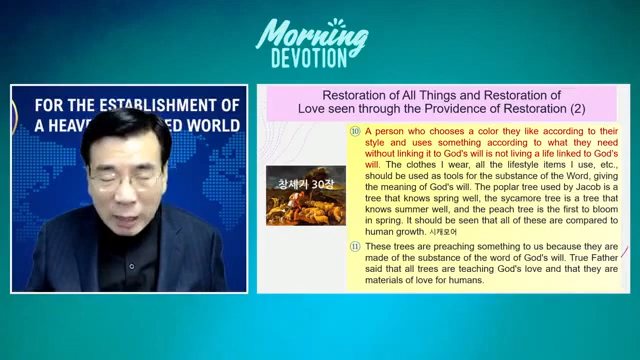 Morning
DEVOTION
FOR THE ESTABLISHMENT OF
A HEAVE ED WORLD
Restoration of All Things and Restoration of
Love seen through the Providence of Restoration (2)
창세기 30장
⑩ A person who chooses a color they like according to their
style and uses something according to what they need
without linking it to God's will is not living a life linked to God's
will. The clothes I wear, all the lifestyle items I use, etc.,
should be used as tools for the substance of the Word, giving
the meaning of God's will. The poplar tree used by Jacob is a
tree that knows spring well, the sycamore tree is a tree that
knows summer well, and the peach tree is the first to bloom
in spring. It should be seen that all of these are compared to
human growth. 시캐모어
⑪ These trees are preaching something to us because they are
made of the substance of the word of God's will. True Father
said that all trees are teaching God's love and that they are
materials of love for humans.